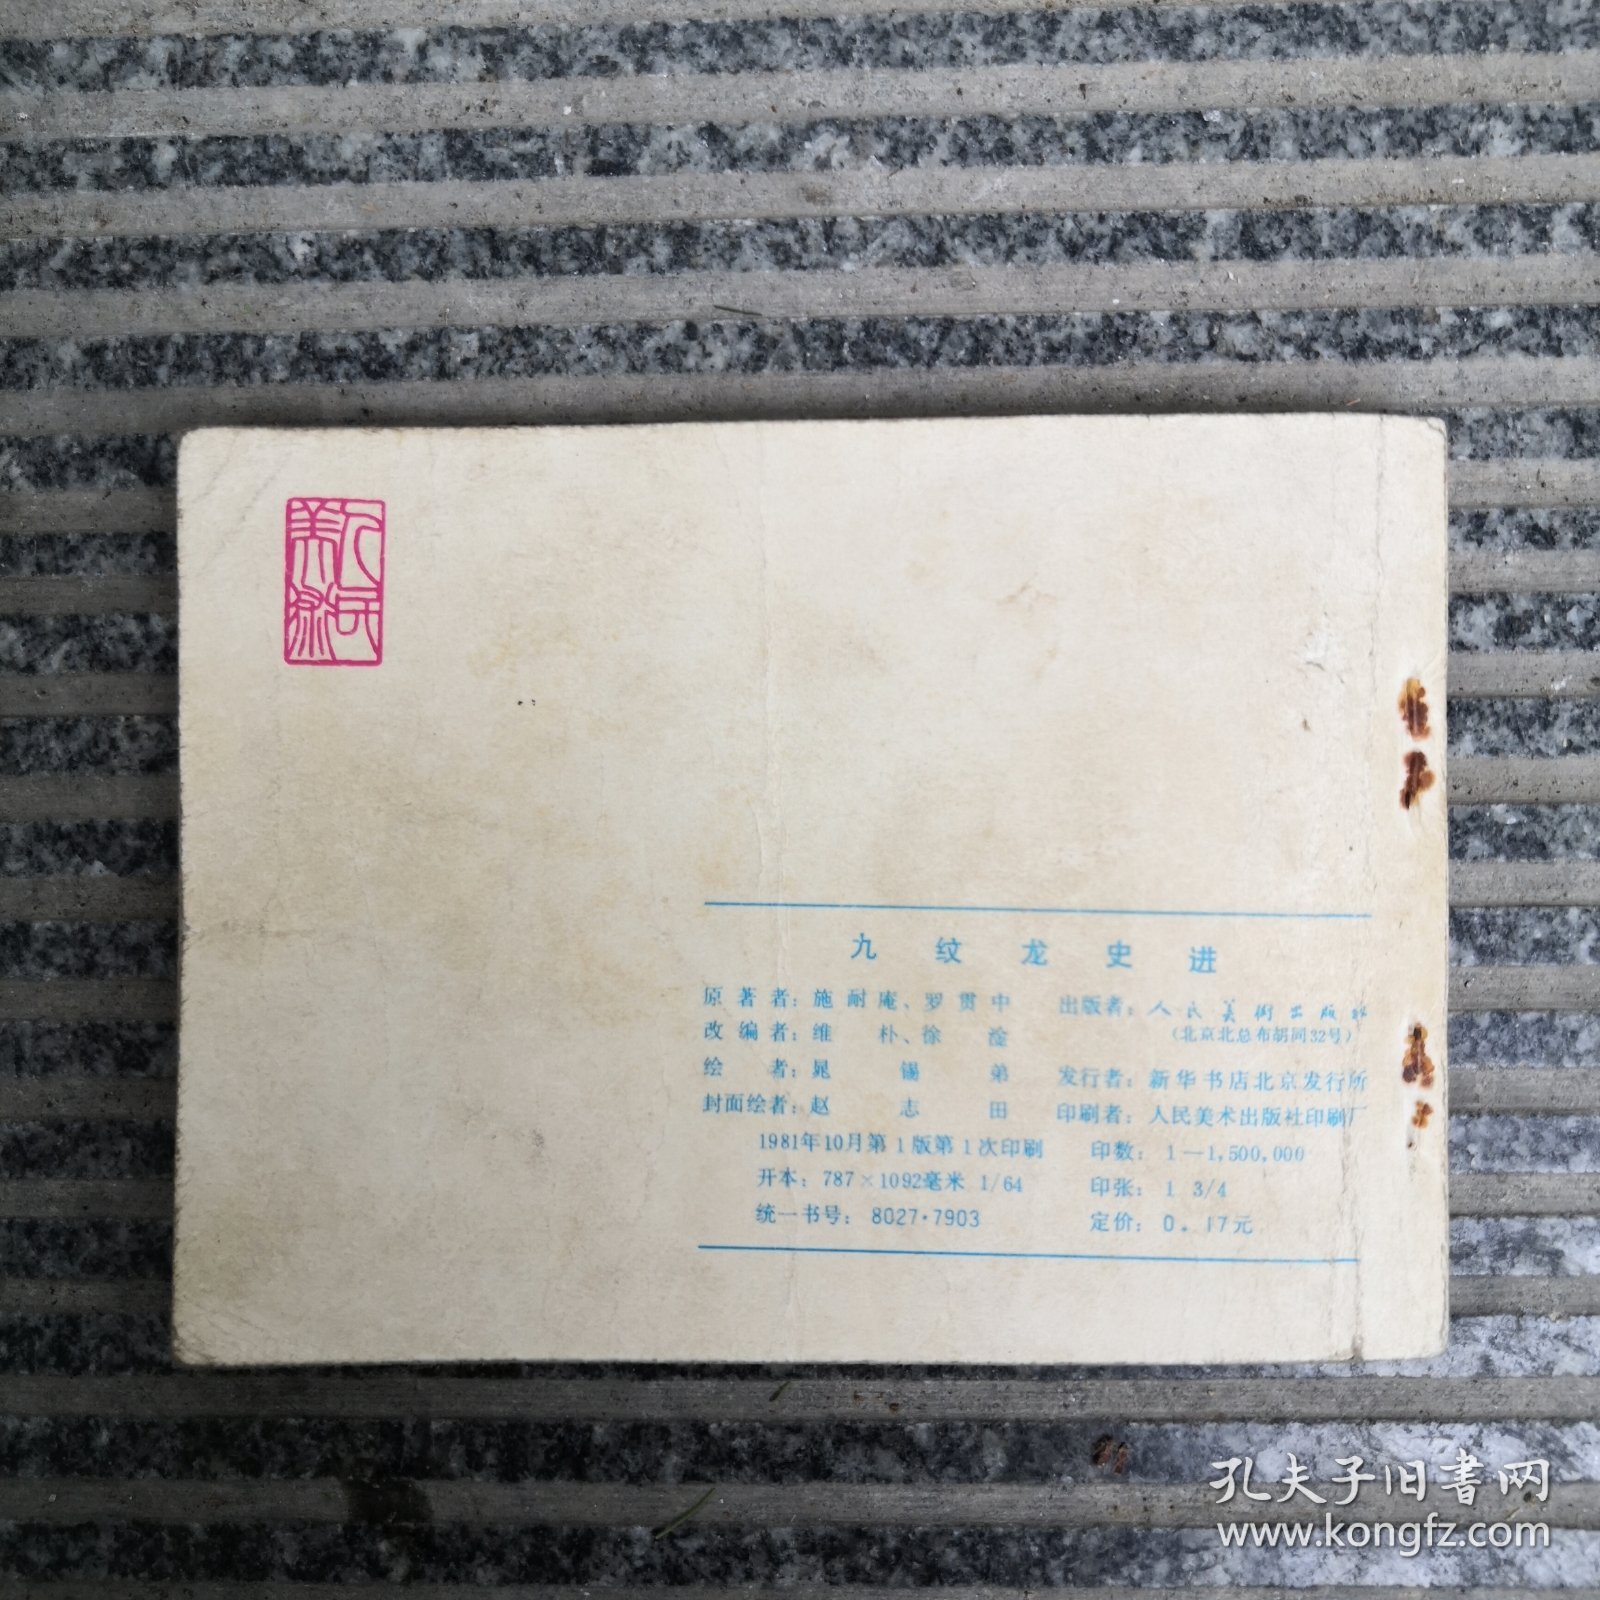 人民美术
九纹龙史进
原著者：施耐庵、罗贯中
改编者：维朴、徐淦
绘者：晁锡弟
封面绘者：赵志田
出版者：人民美術出版社
（北京北总布胡同32号）
发行者：新华书店北京发行所
印刷者：人民美术出版社印刷厂
1981年10月第1版第1次印刷 印数：1—1,500,000
开本：787×1092毫米 1/64 印张：1 3/4
统一书号：8027·7903 定价：0.17元
孔夫子旧书网
www.kongfz.com